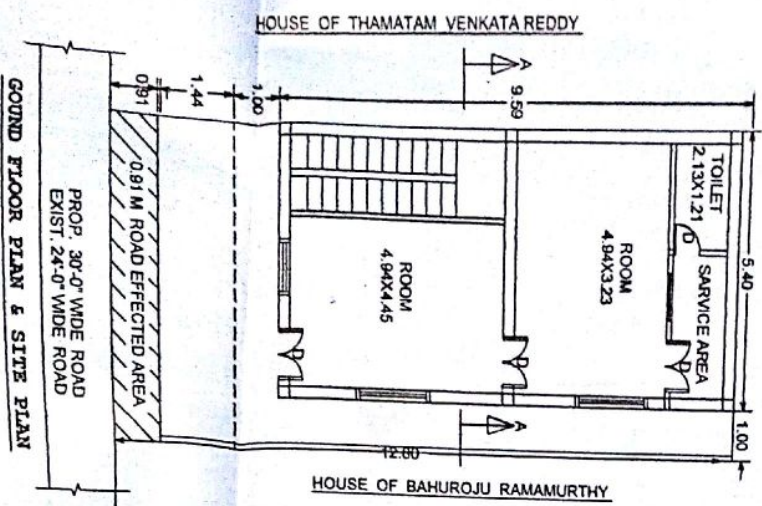 HOUSE OF THAMATAM VENKATA REDDY
A
9.59
1.00
1.44
0.91
5.40
TOILET
2.13X1.21
D
SARVICE AREA
D
ROOM
4.94X3.23
ROOM
4.94X4.45
D
D
A
1.00
12.80
HOUSE OF BAHUROJU RAMAMURTHY
0.91 M ROAD EFFECTED AREA
PROP. 30'-0" WIDE ROAD
EXIST. 24'-0" WIDE ROAD
GOUND FLOOR PLAN & SITE PLAN